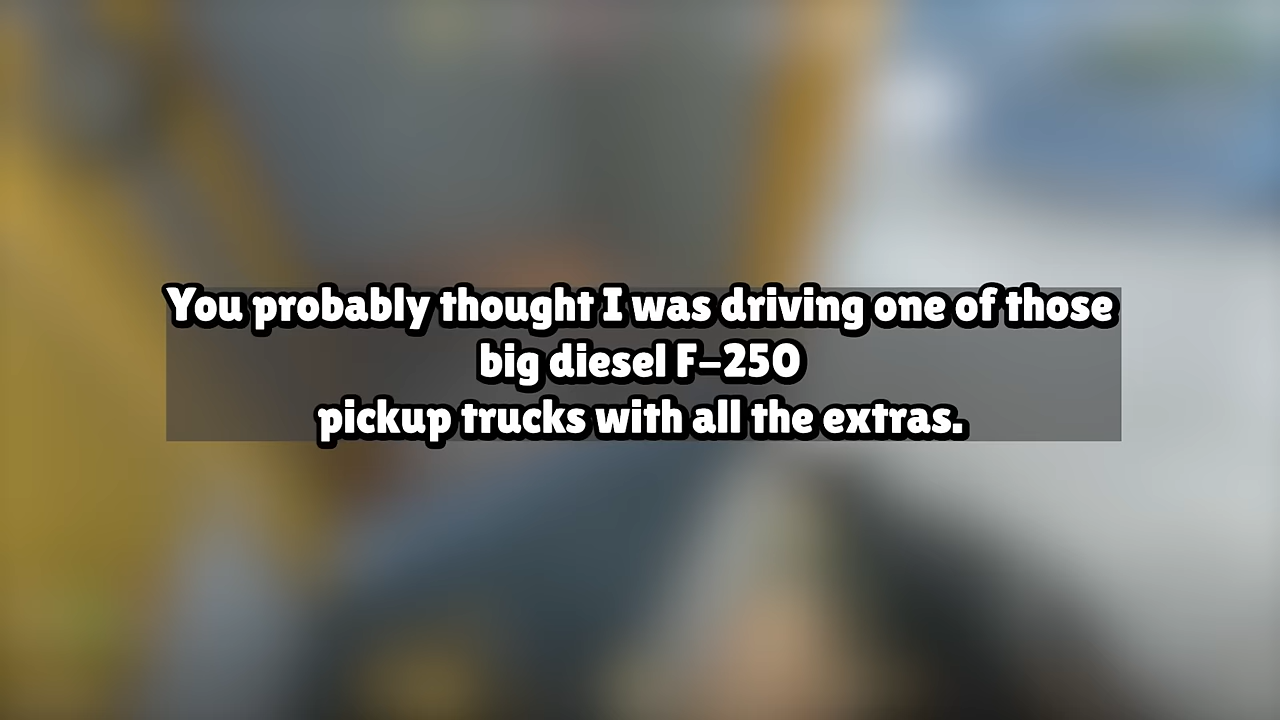 You probably thought I was driving one of those
big diesel F-250
pickup trucks with all the extras.